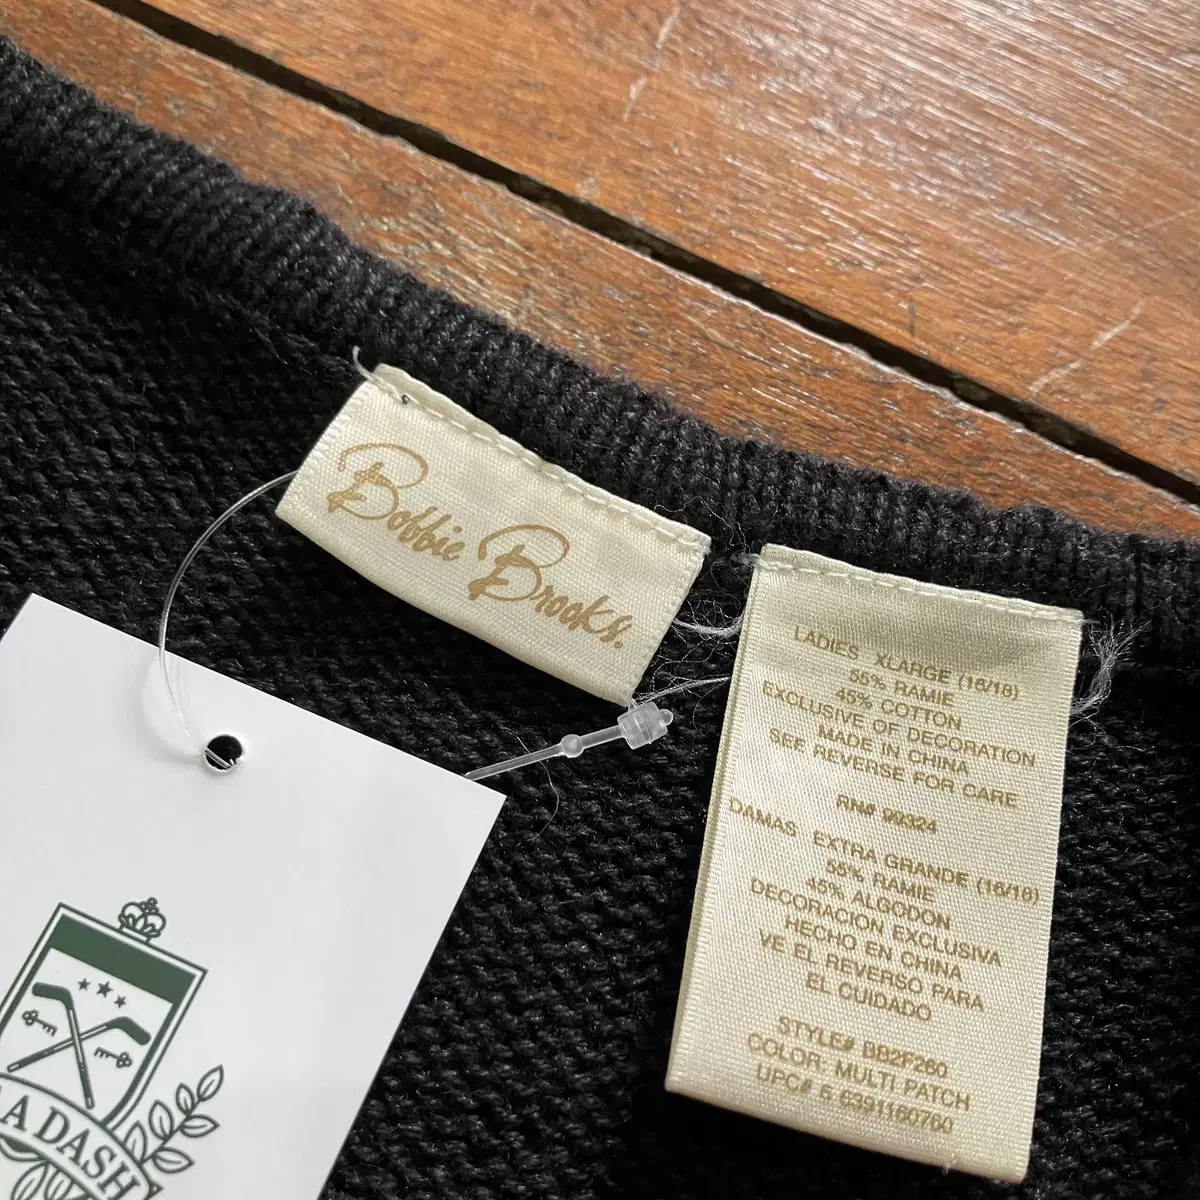 Bobbie Brooks.
LADIES XLARGE (16/18)
55% RAMIE
45% COTTON
EXCLUSIVE OF DECORATION
MADE IN CHINA
SEE REVERSE FOR CARE
RN# 99324
DAMAS EXTRA GRANDE (16/18)
55% RAMIE
45% ALGODON
DECORACION EXCLUSIVA
HECHO EN CHINA
VE EL REVERSO PARA
EL CUIDADO
STYLE# BB2F260
COLOR: MULTI PATCH
UPC#
A DASH